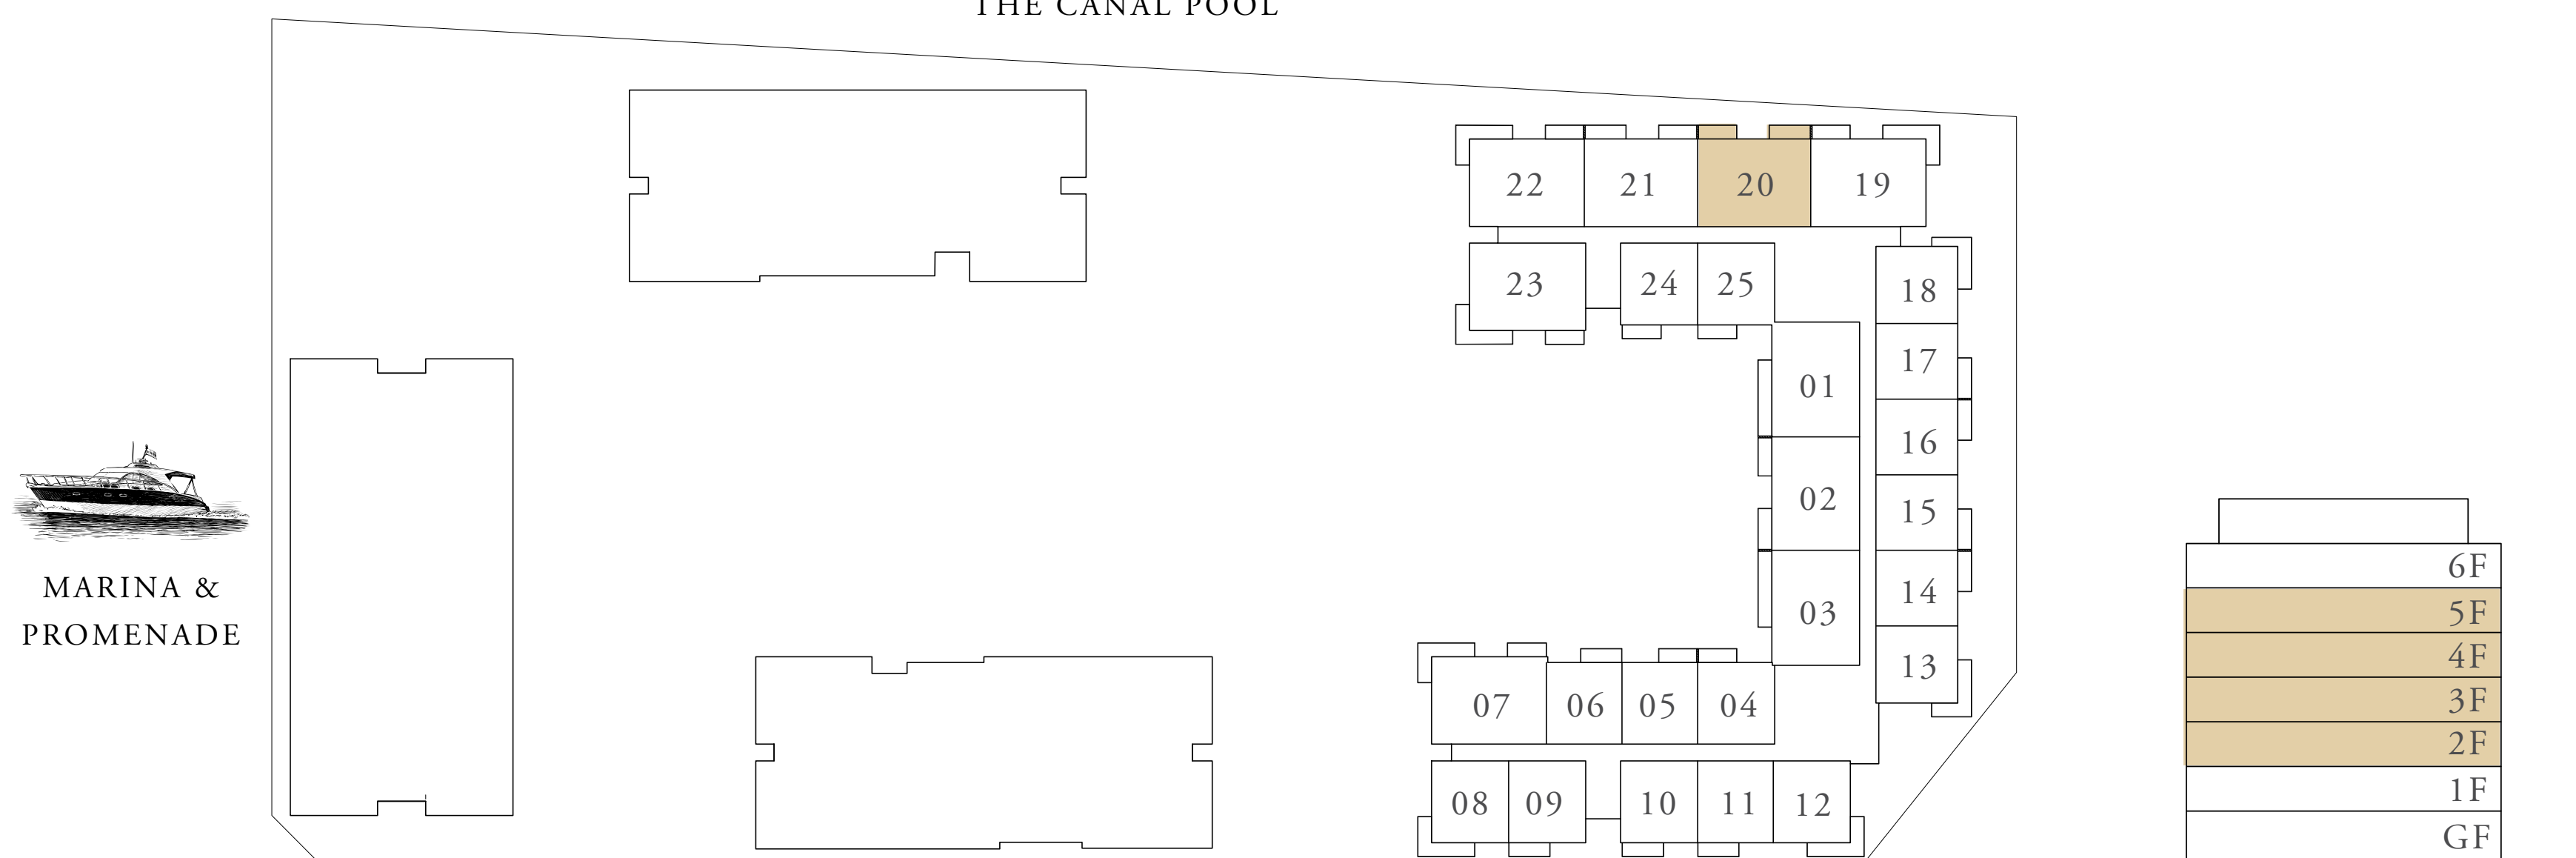 THE CANAL POOL
22 21 20 19
23 24 25 18
17
01
16
02 15
14
03
13
07 06 05 04
08 09 10 11 12
MARINA &
PROMENADE
6F
5F
4F
3F
2F
1F
GF